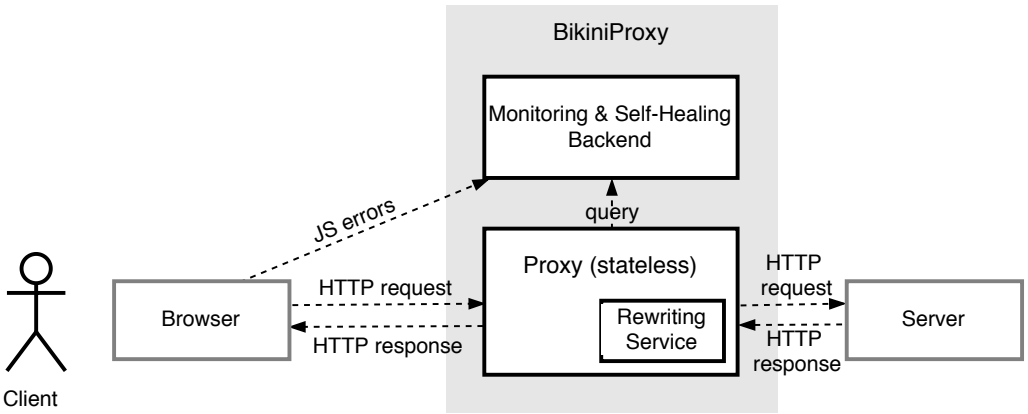 BikiniProxy
Monitoring & Self-Healing
Backend
JS errors
query
Proxy (stateless)
HTTP
request
HTTP request
Browser
Rewriting
Service
Server
HTTP response
HTTP
response
Client